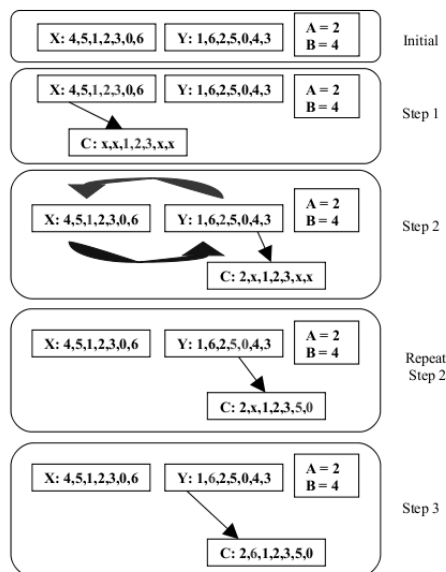 X: 4,5,1,2,3,0,6
Y: 1,6,2,5,0,4,3
A = 2
B = 4
Initial
X: 4,5,1,2,3,0,6
Y: 1,6,2,5,0,4,3
A = 2
B = 4
Step 1
C: x,x,1,2,3,x,x
X: 4,5,1,2,3,0,6
Y: 1,6,2,5,0,4,3
A = 2
B = 4
Step 2
C: 2,x,1,2,3,x,x
X: 4,5,1,2,3,0,6
Y: 1,6,2,5,0,4,3
A = 2
B = 4
Repeat
Step 2
C: 2,x,1,2,3,5,0
X: 4,5,1,2,3,0,6
Y: 1,6,2,5,0,4,3
A = 2
B = 4
Step 3
C: 2,6,1,2,3,5,0